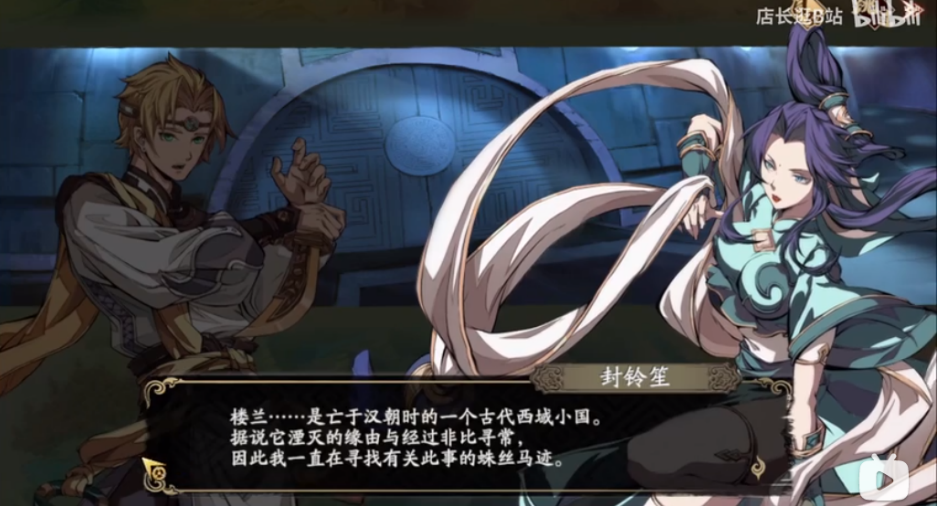 店长逛B站 bilibili
封铃笙
楼兰……是亡于汉朝时的一个古代西域小国。
据说它湮灭的缘由与经过非比寻常，
因此我一直在寻找有关此事的蛛丝马迹。